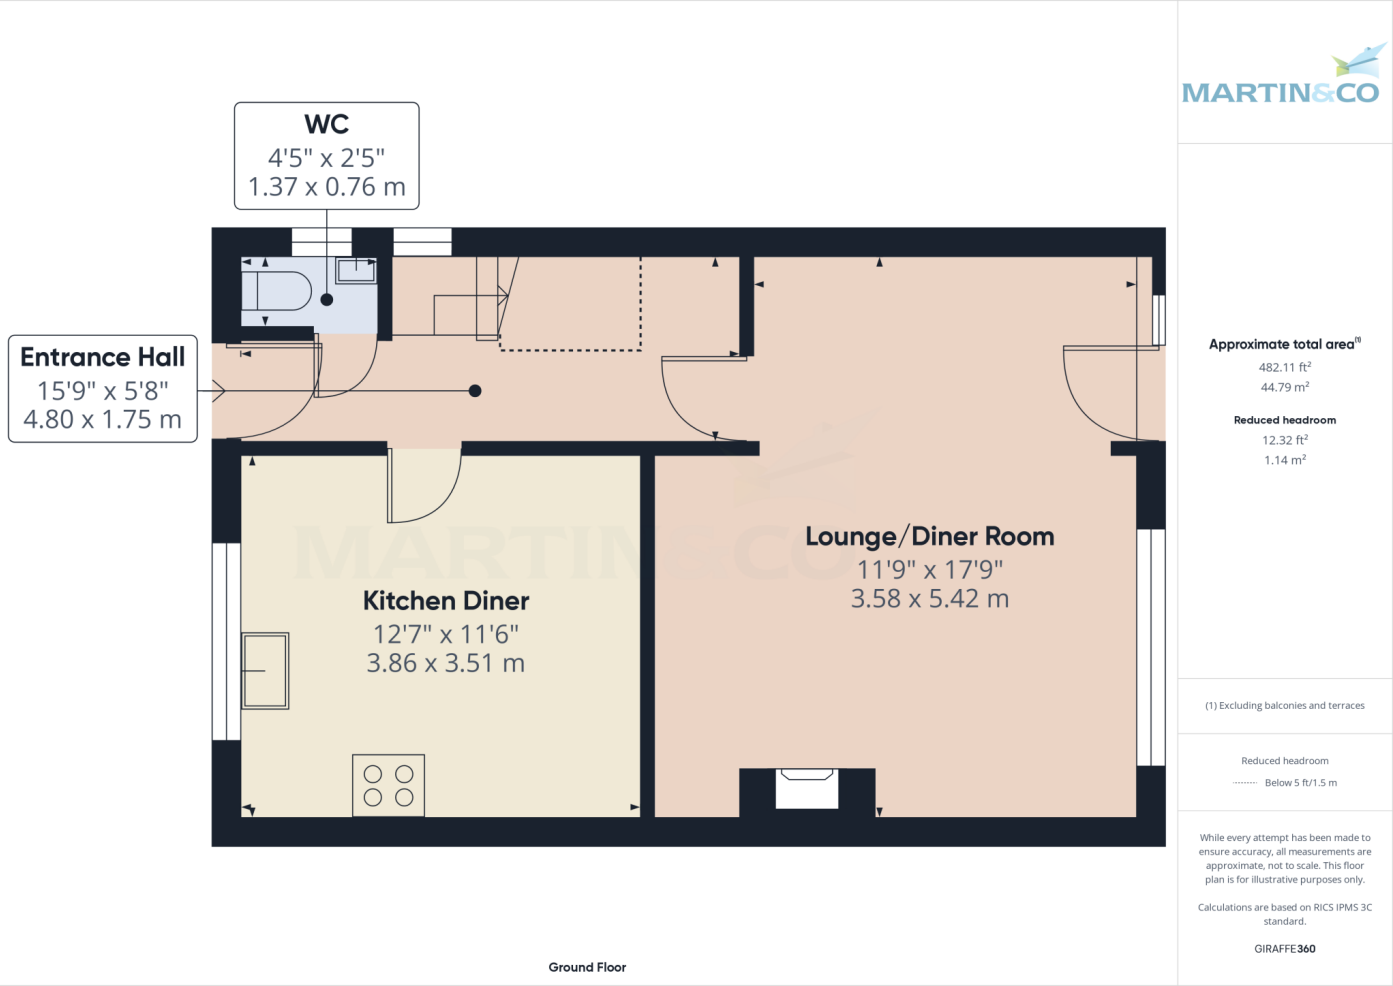 WC
4'5" x 2'5"
1.37 x 0.76 m
Entrance Hall
15'9" x 5'8"
4.80 x 1.75 m
MARTIN&CO
Lounge/Diner Room
11'9" x 17'9"
3.58 x 5.42 m
Kitchen Diner
12'7" x 11'6"
3.86 x 3.51 m
Ground Floor
MARTIN&CO
Approximate total area(1)
482.11 ft²
44.79 m²
Reduced headroom
12.32 ft²
1.14 m²
(1) Excluding balconies and terraces
Reduced headroom
Below 5 ft/1.5 m
While every attempt has been made to
ensure accuracy, all measurements are
approximate, not to scale. This floor
plan is for illustrative purposes only.
Calculations are based on RICS IPMS 3C
standard.
GIRAFFE360